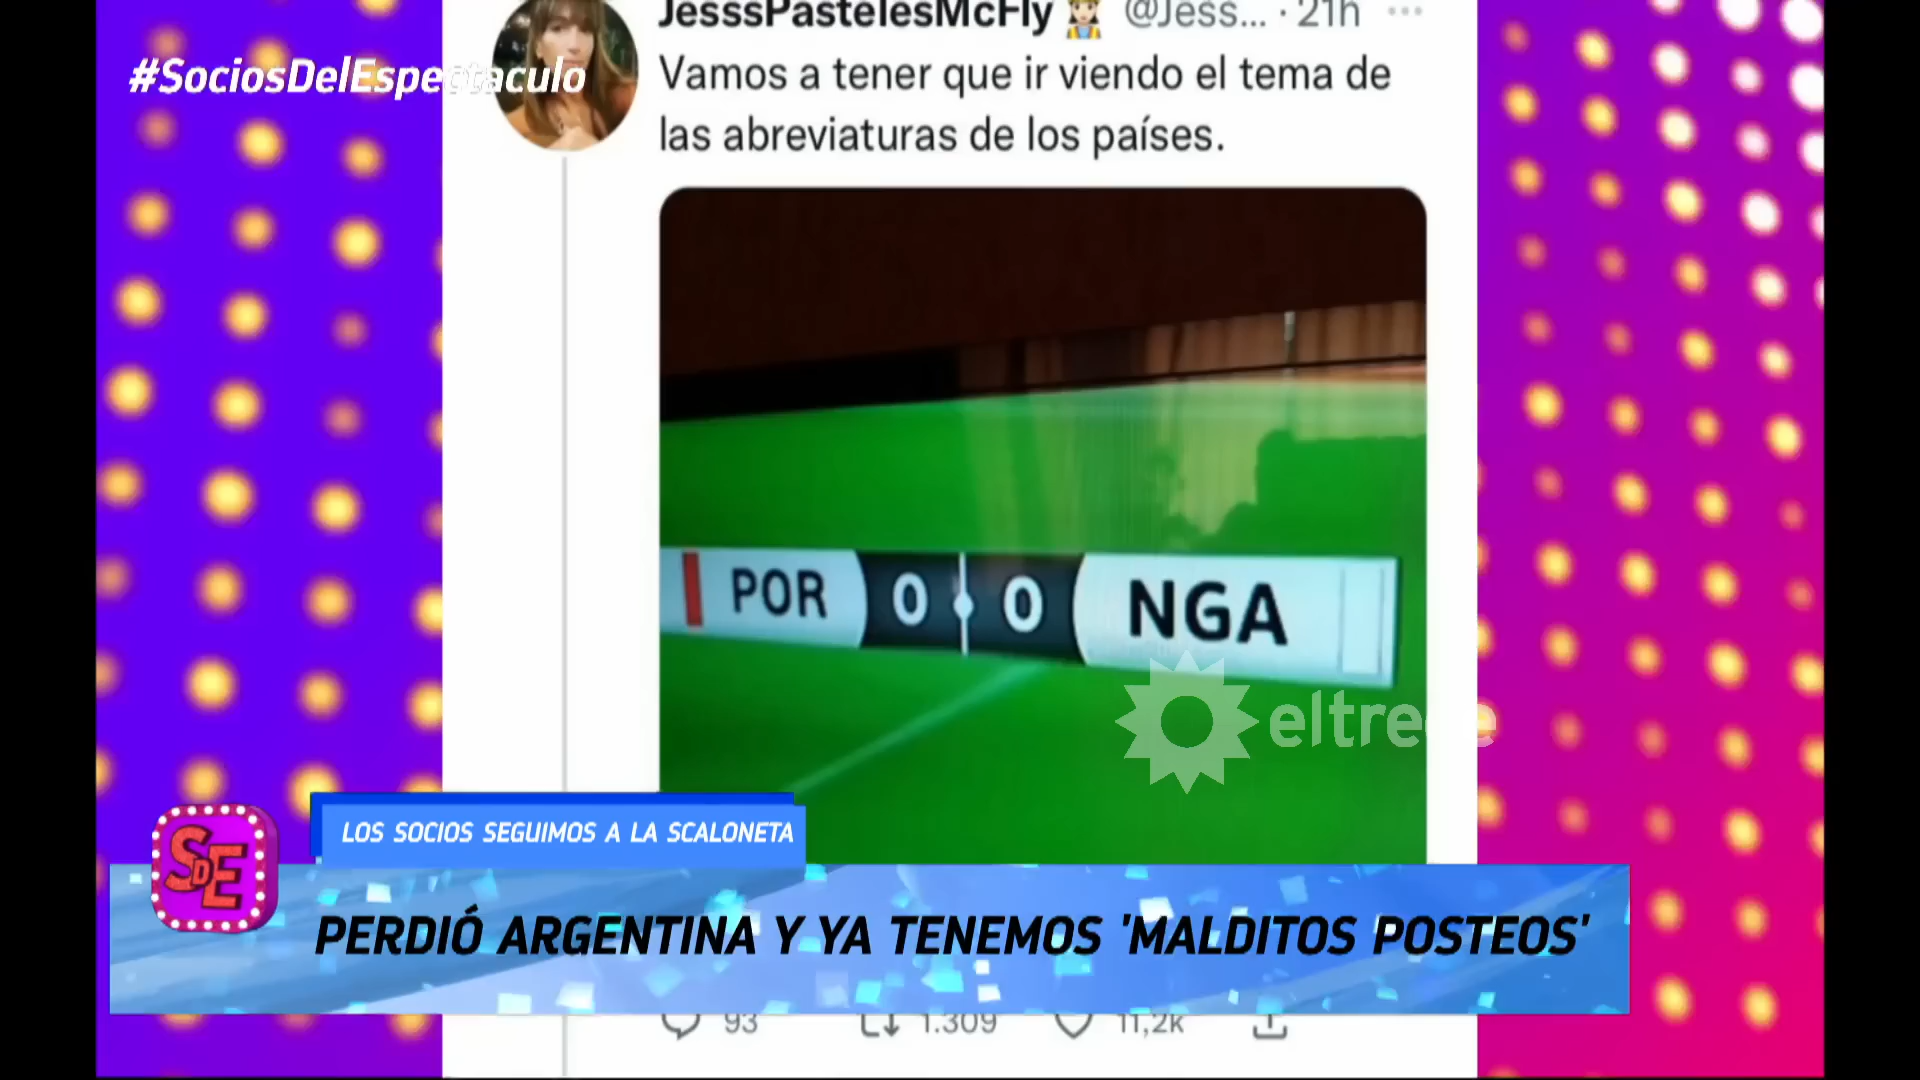 JesssPastelesMcFly @Jess... · 21h
#SociosDelEspectaculo
Vamos a tener que ir viendo el tema de
las abreviaturas de los países.
POR 0 0 NGA
eltrece
LOS SOCIOS SEGUIMOS A LA SCALONETA
SDE
PERDIÓ ARGENTINA Y YA TENEMOS 'MALDITOS POSTEOS'
93 1.309 11,2k